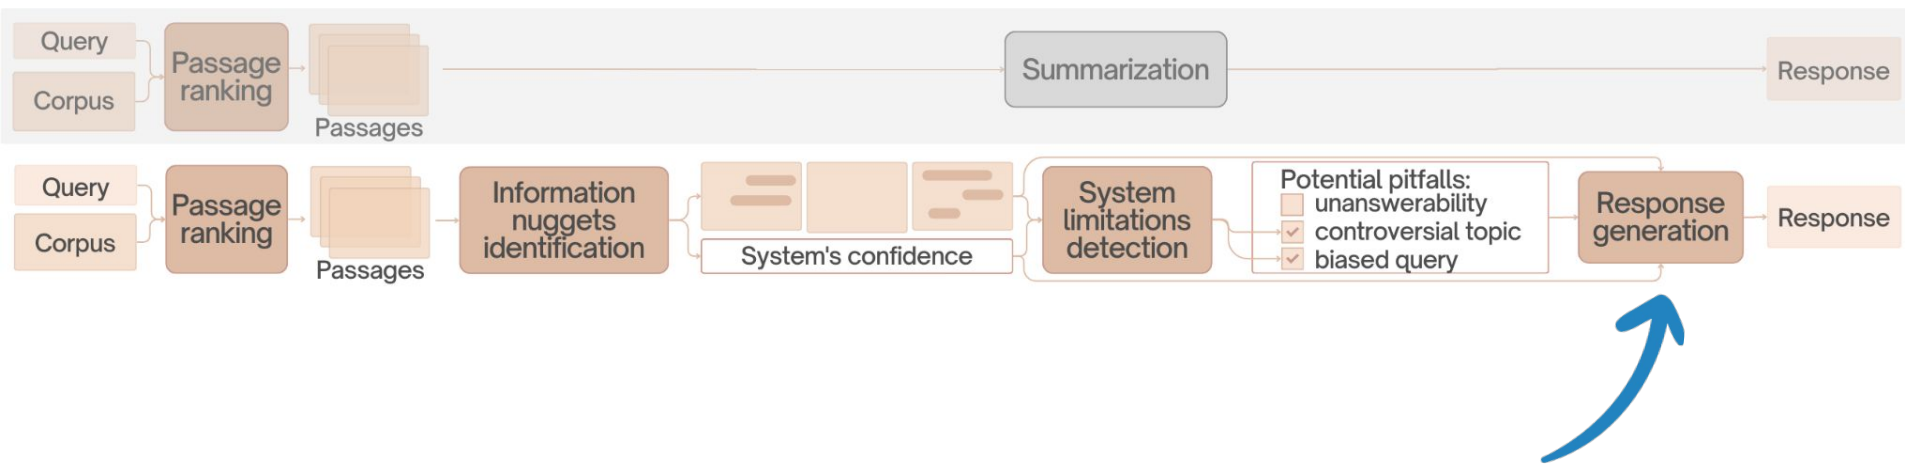 Query
Corpus
Passage
ranking
Passages
Summarization
Response
Query
Corpus
Passage
ranking
Passages
Information
nuggets
identification
System's confidence
System
limitations
detection
Potential pitfalls:
unanswerability
controversial topic
biased query
Response
generation
Response